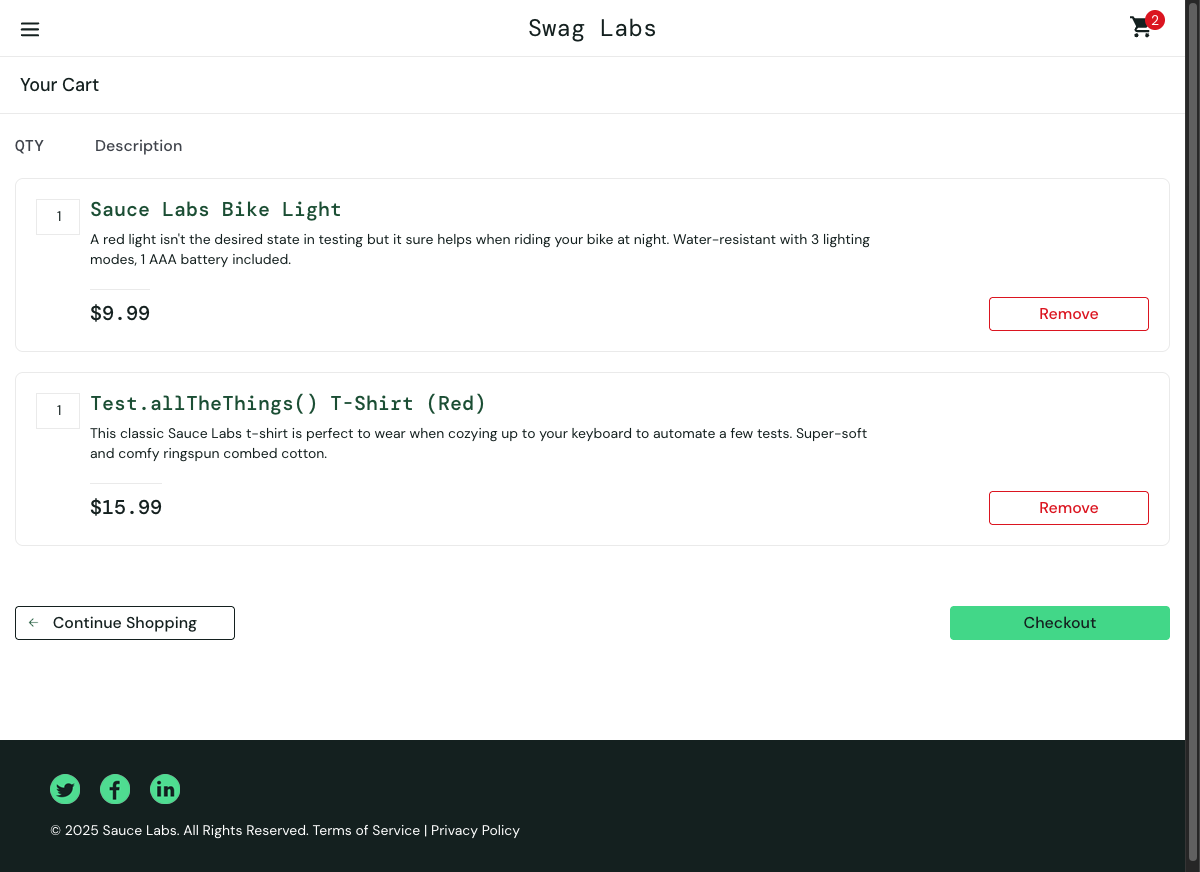 Swag Labs
2
Your Cart
QTY
Description
1
Sauce Labs Bike Light
A red light isn't the desired state in testing but it sure helps when riding your bike at night. Water-resistant with 3 lighting
modes, 1 AAA battery included.
$9.99
Remove
1
Test.allTheThings() T-Shirt (Red)
This classic Sauce Labs t-shirt is perfect to wear when cozying up to your keyboard to automate a few tests. Super-soft
and comfy ringspun combed cotton.
$15.99
Remove
Continue Shopping
Checkout
© 2025 Sauce Labs. All Rights Reserved. Terms of Service | Privacy Policy